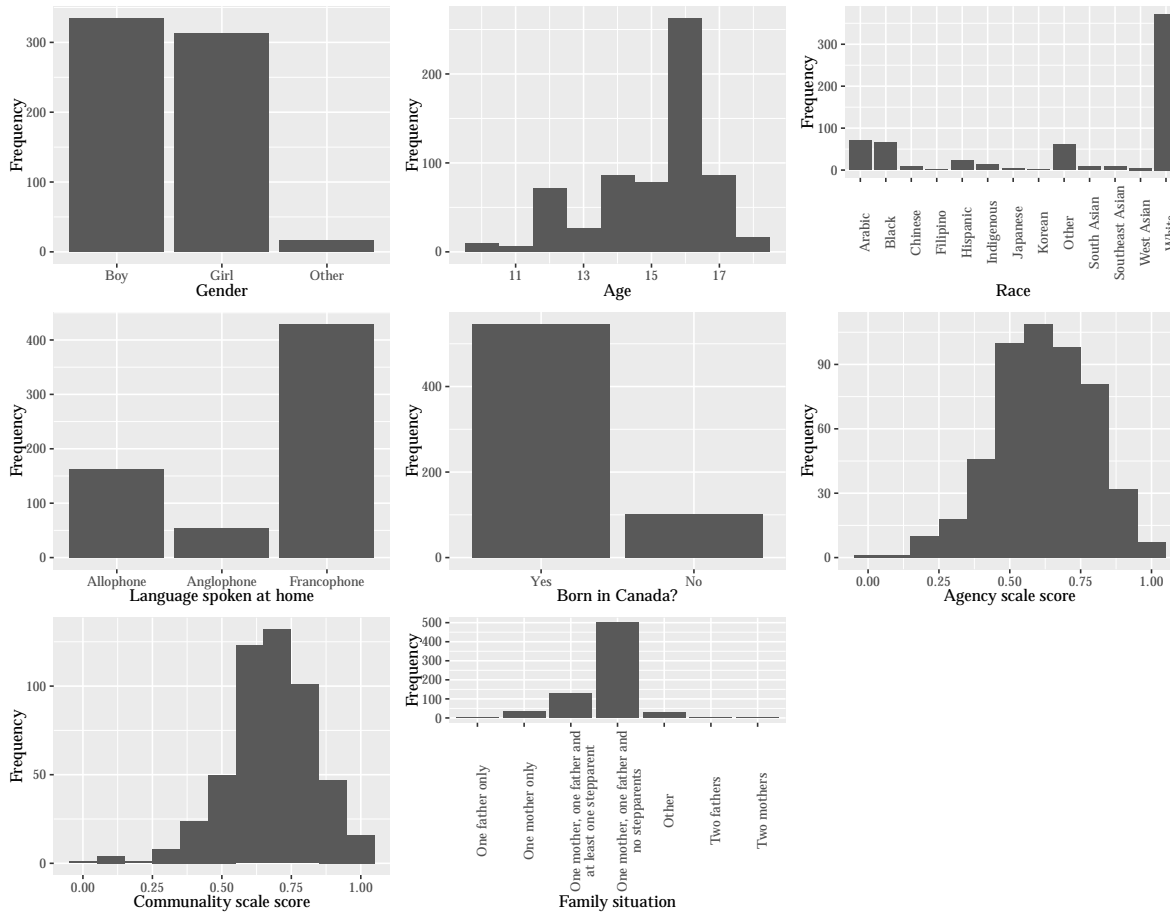 Frequency
300
200
100
0
Boy
Girl
Other
Gender
Frequency
200
100
0
11
13
15
17
Age
Frequency
300
200
100
0
Arabic
Black
Chinese
Filipino
Hispanic
Indigenous
Japanese
Korean
Other
South Asian
Southeast Asian
West Asian
White
Race
Frequency
400
300
200
100
0
Allophone
Anglophone
Francophone
Language spoken at home
Frequency
400
200
0
Yes
No
Born in Canada?
Frequency
90
60
30
0
0.00
0.25
0.50
0.75
1.00
Agency scale score
Frequency
100
50
0
0.00
0.25
0.50
0.75
1.00
Communality scale score
Frequency
500
400
300
200
100
0
One father only
One mother only
One mother, one father and
at least one stepparent
One mother, one father and
no stepparents
Other
Two fathers
Two mothers
Family situation